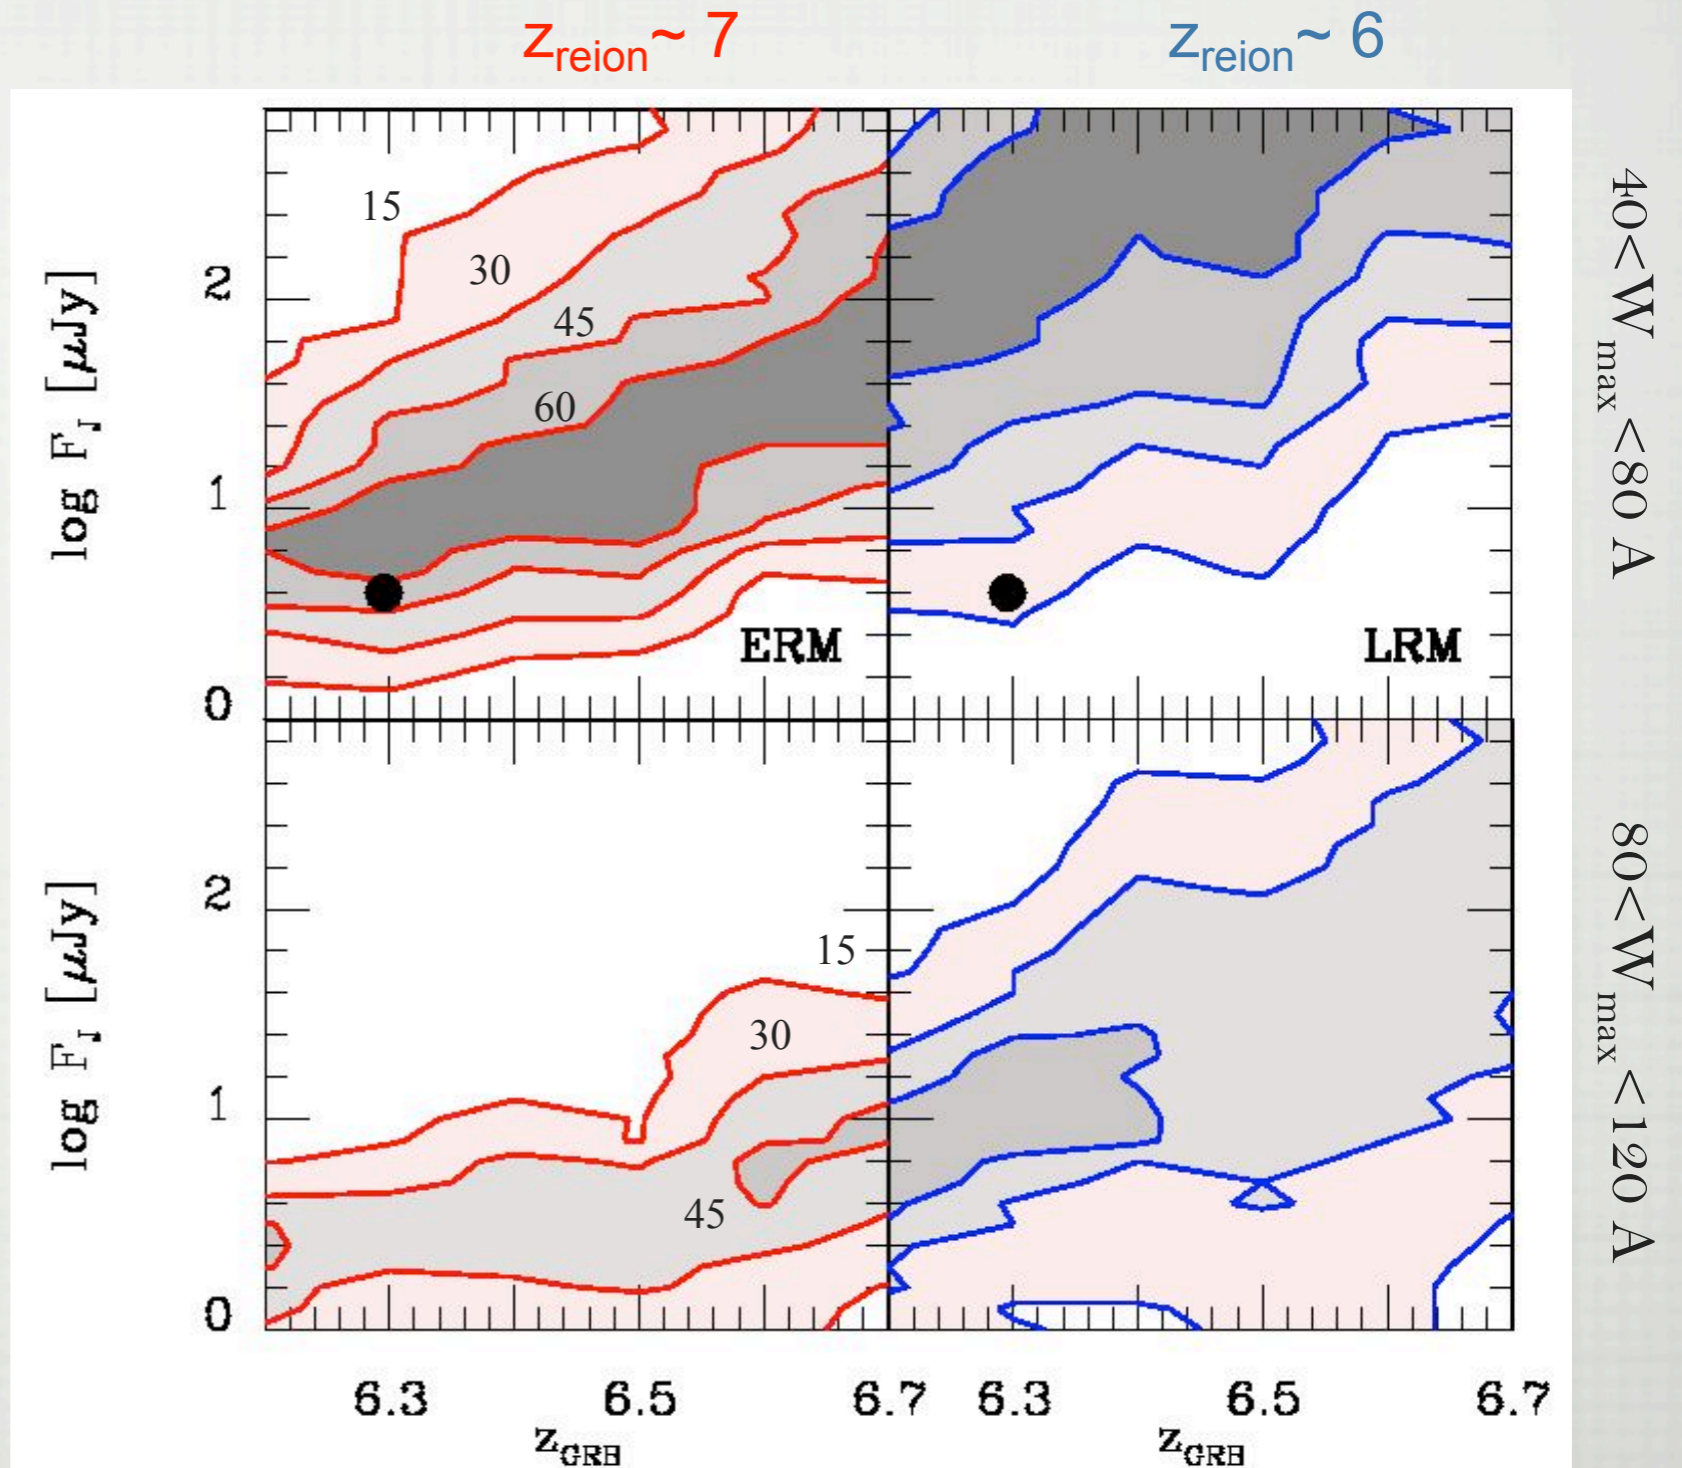 z_reion ~ 7
z_reion ~ 6
40<W_max<80 A
log F_J [μJy]
2
1
0
15
30
45
60
ERM
LRM
80<W_max<120 A
log F_J [μJy]
2
1
0
15
30
45
6.3
6.5
6.7
6.3
6.5
6.7
z_GRB
z_GRB